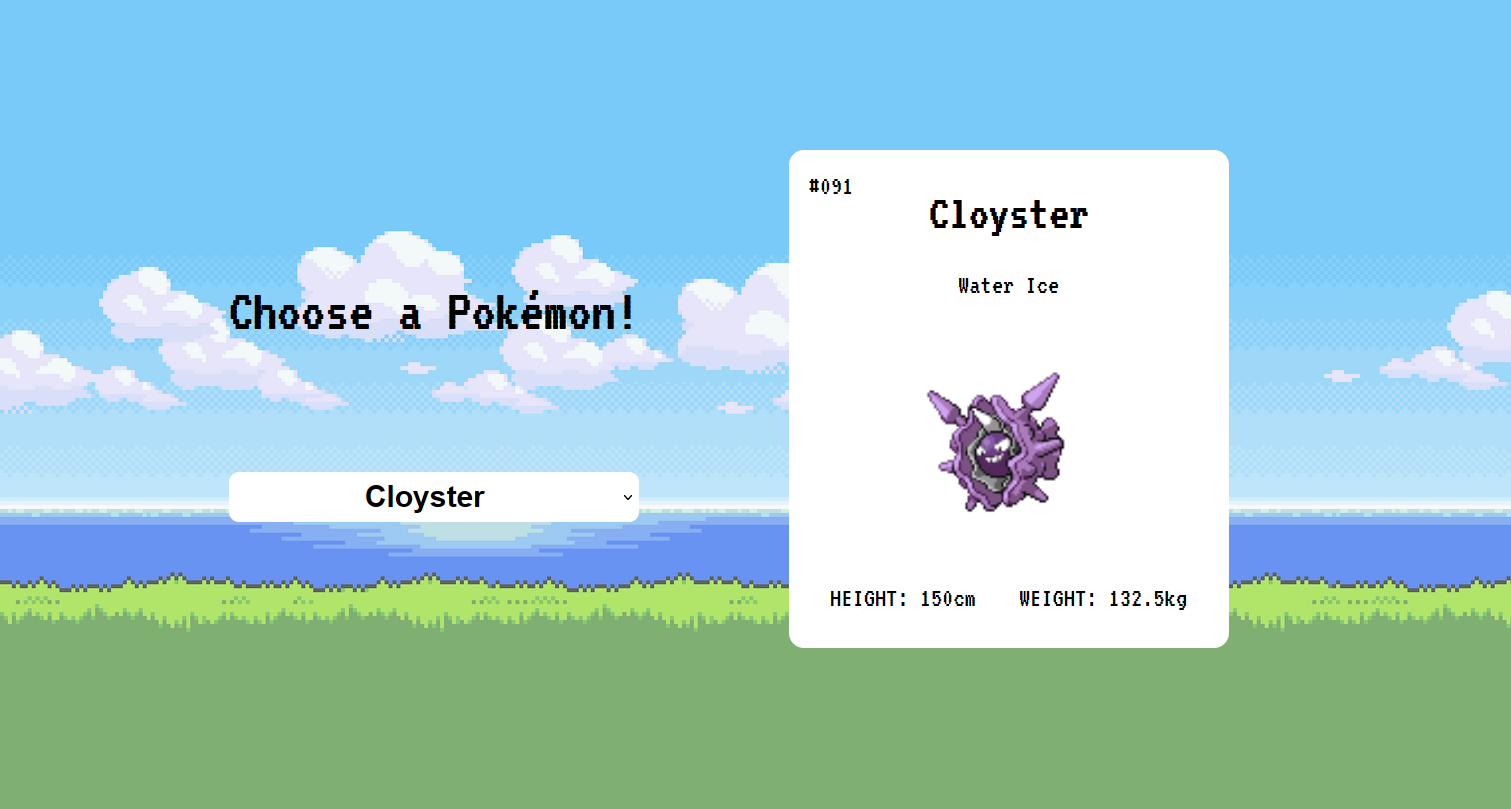 Choose a Pokémon!
Cloyster
#091
Cloyster
Water Ice
HEIGHT: 150cm WEIGHT: 132.5kg